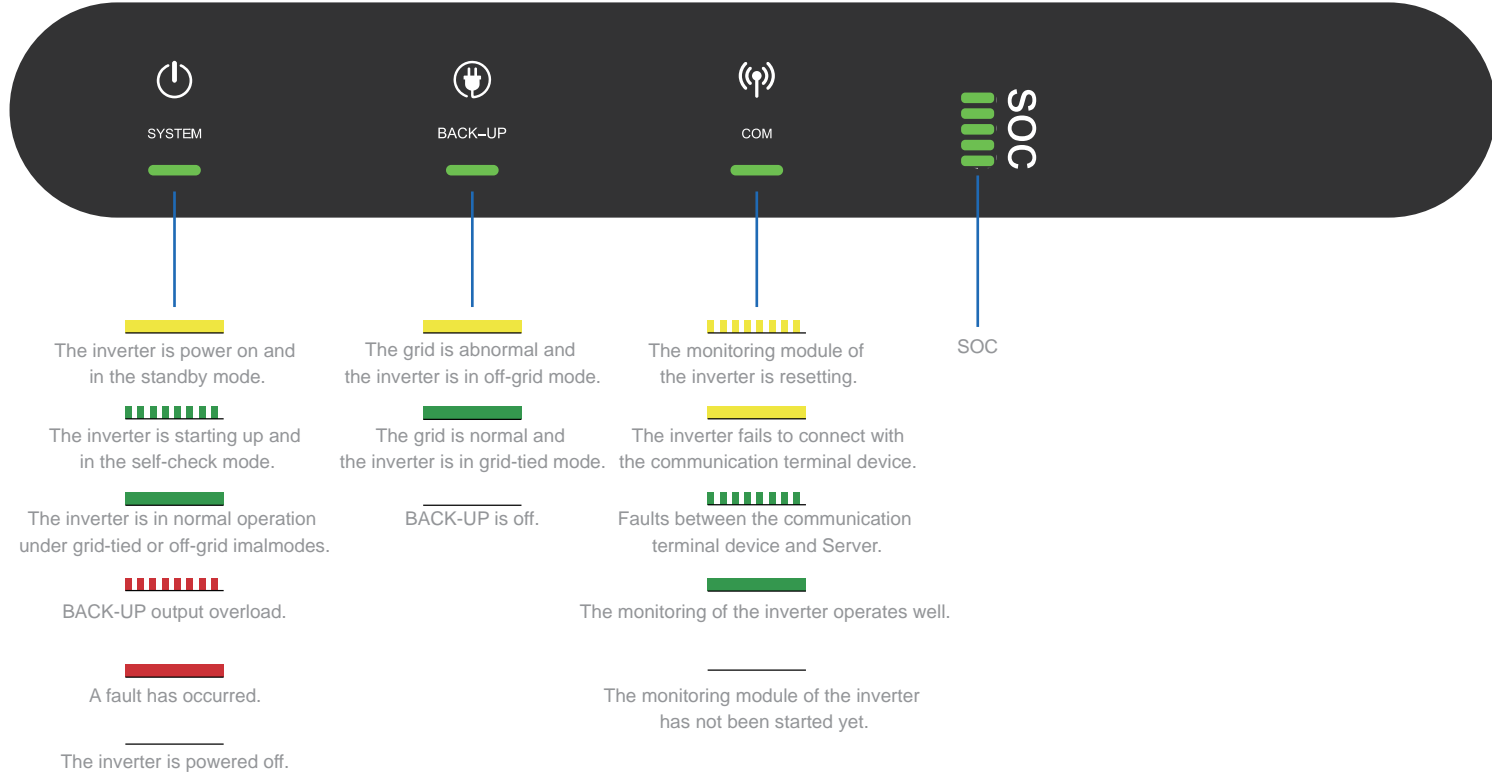 SYSTEM
BACK-UP
COM
SOC
The inverter is power on and
in the standby mode.
The inverter is starting up and
in the self-check mode.
The inverter is in normal operation
under grid-tied or off-grid imalmodes.
BACK-UP output overload.
A fault has occurred.
The inverter is powered off.
The grid is abnormal and
the inverter is in off-grid mode.
The grid is normal and
the inverter is in grid-tied mode.
BACK-UP is off.
The monitoring module of
the inverter is resetting.
The inverter fails to connect with
the communication terminal device.
Faults between the communication
terminal device and Server.
The monitoring of the inverter operates well.
The monitoring module of the inverter
has not been started yet.
SOC